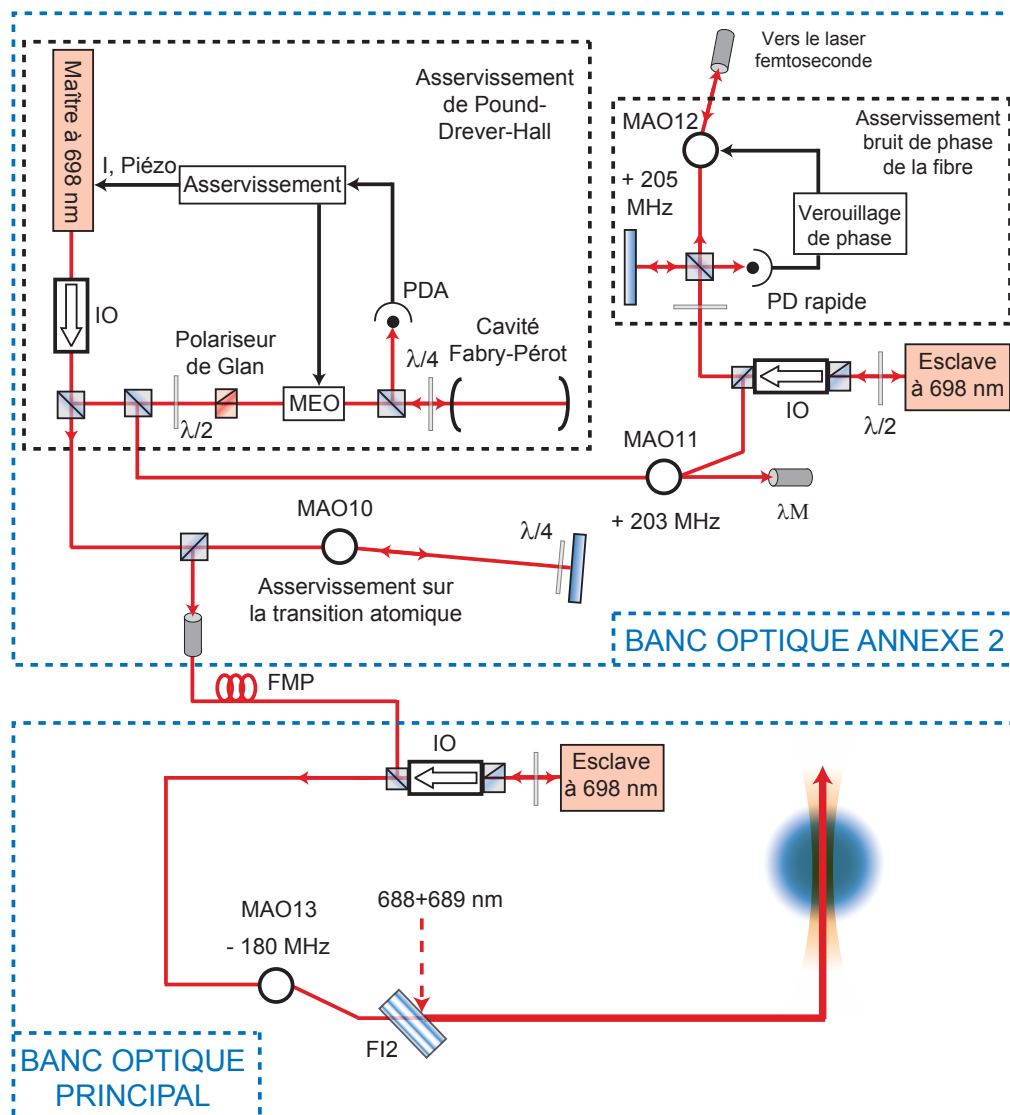 Vers le laser
femtoseconde
Maître à 698 nm
Asservissement
de Pound-
Drever-Hall
MAO12
Asservissement
bruit de phase
de la fibre
I, Piézo
Asservissement
+ 205
MHz
Verouillage
de phase
IO
PDA
PD rapide
Polariseur
de Glan
λ/4
Cavité
Fabry-Pérot
MEO
λ/2
IO
λ/2
Esclave
à 698 nm
MAO11
+ 203 MHz
λM
MAO10
λ/4
Asservissement sur
la transition atomique
BANC OPTIQUE ANNEXE 2
FMP
IO
Esclave
à 698 nm
688+689 nm
MAO13
- 180 MHz
FI2
BANC OPTIQUE
PRINCIPAL